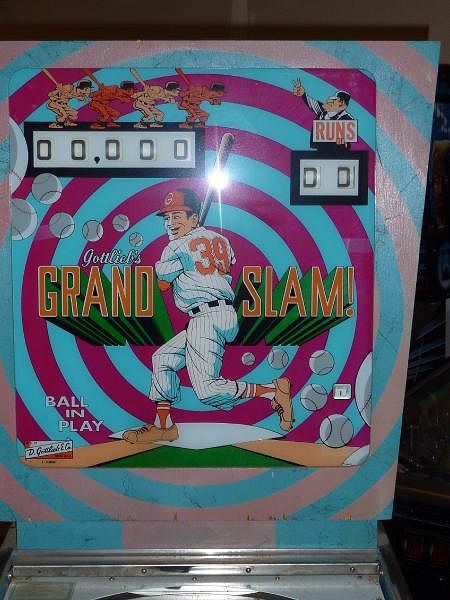 RUNS
00,000
00
Gottlieb's
GRAND SLAM!
39
BALL
IN
PLAY
D. Gottlieb & Co.